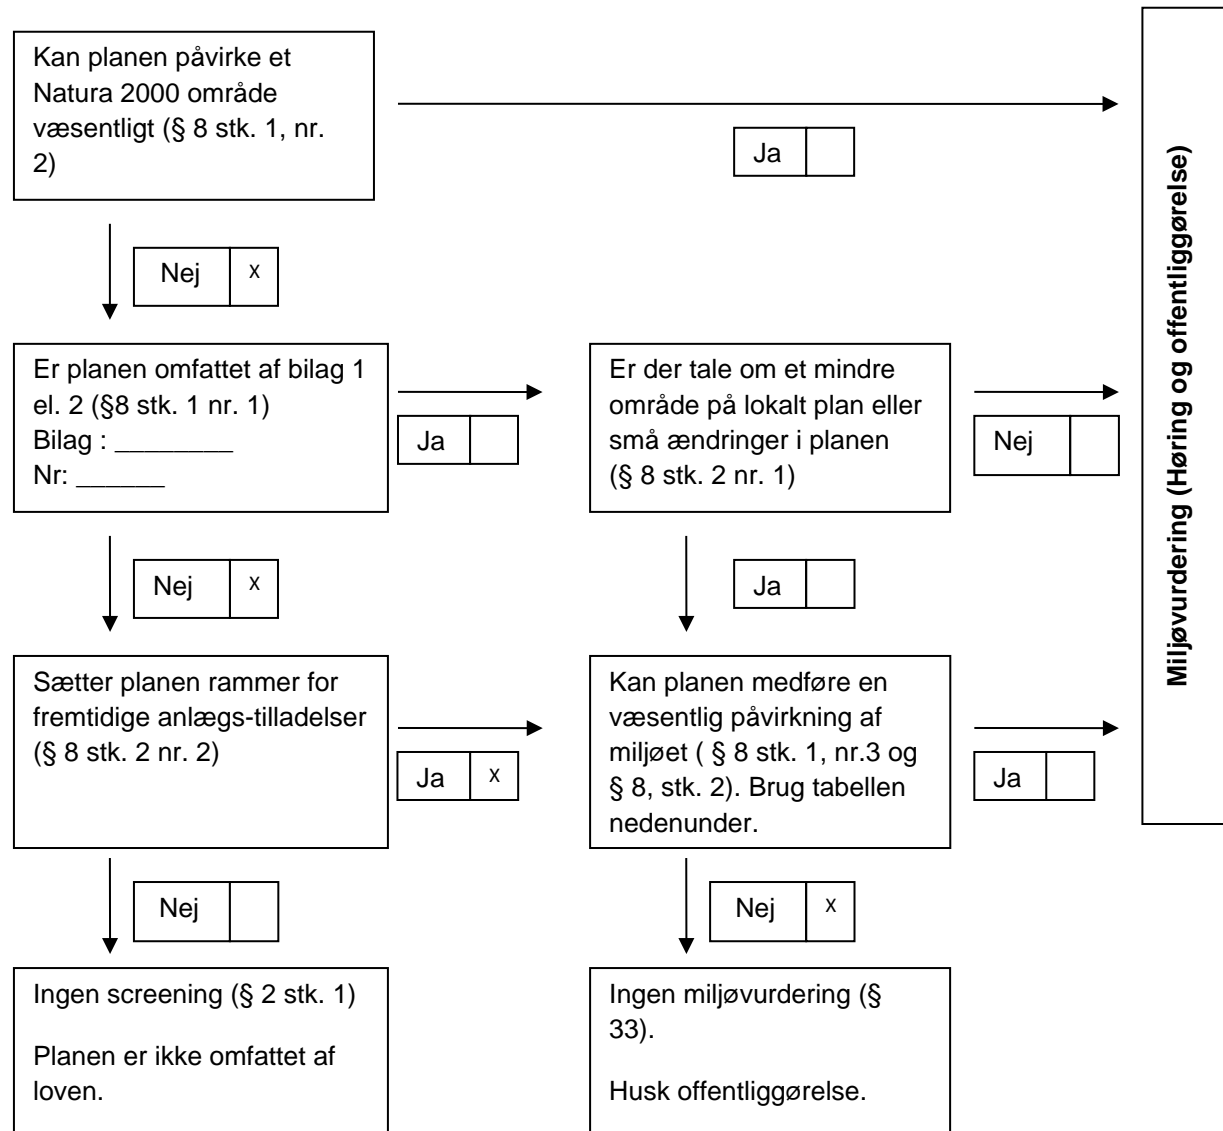 Kan planen påvirke et
Natura 2000 område
væsentligt (§ 8 stk. 1, nr.
2)
Ja
Nej x
Er planen omfattet af bilag 1
el. 2 (§8 stk. 1 nr. 1)
Bilag : ________
Nr: ______
Ja
Er der tale om et mindre
område på lokalt plan eller
små ændringer i planen
(§ 8 stk. 2 nr. 1)
Nej
Nej x
Ja
Sætter planen rammer for
fremtidige anlægs-tilladelser
(§ 8 stk. 2 nr. 2)
Ja x
Kan planen medføre en
væsentlig påvirkning af
miljøet ( § 8 stk. 1, nr.3 og
§ 8, stk. 2). Brug tabellen
nedenunder.
Ja
Nej
Nej x
Ingen screening (§ 2 stk. 1)
Planen er ikke omfattet af
loven.
Ingen miljøvurdering (§
33).
Husk offentliggørelse.
Miljøvurdering (Høring og offentliggørelse)